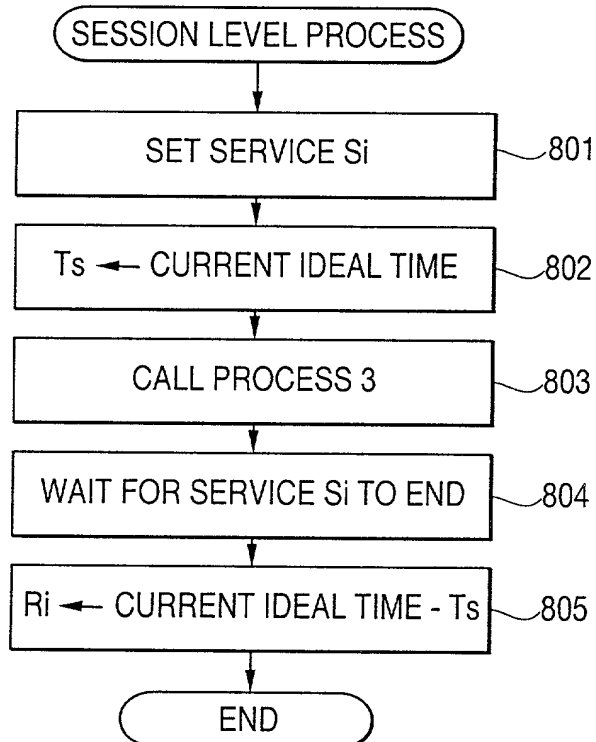 SESSION LEVEL PROCESS
SET SERVICE Si
801
Ts ← CURRENT IDEAL TIME
802
CALL PROCESS 3
803
WAIT FOR SERVICE Si TO END
804
Ri ← CURRENT IDEAL TIME - Ts
805
END